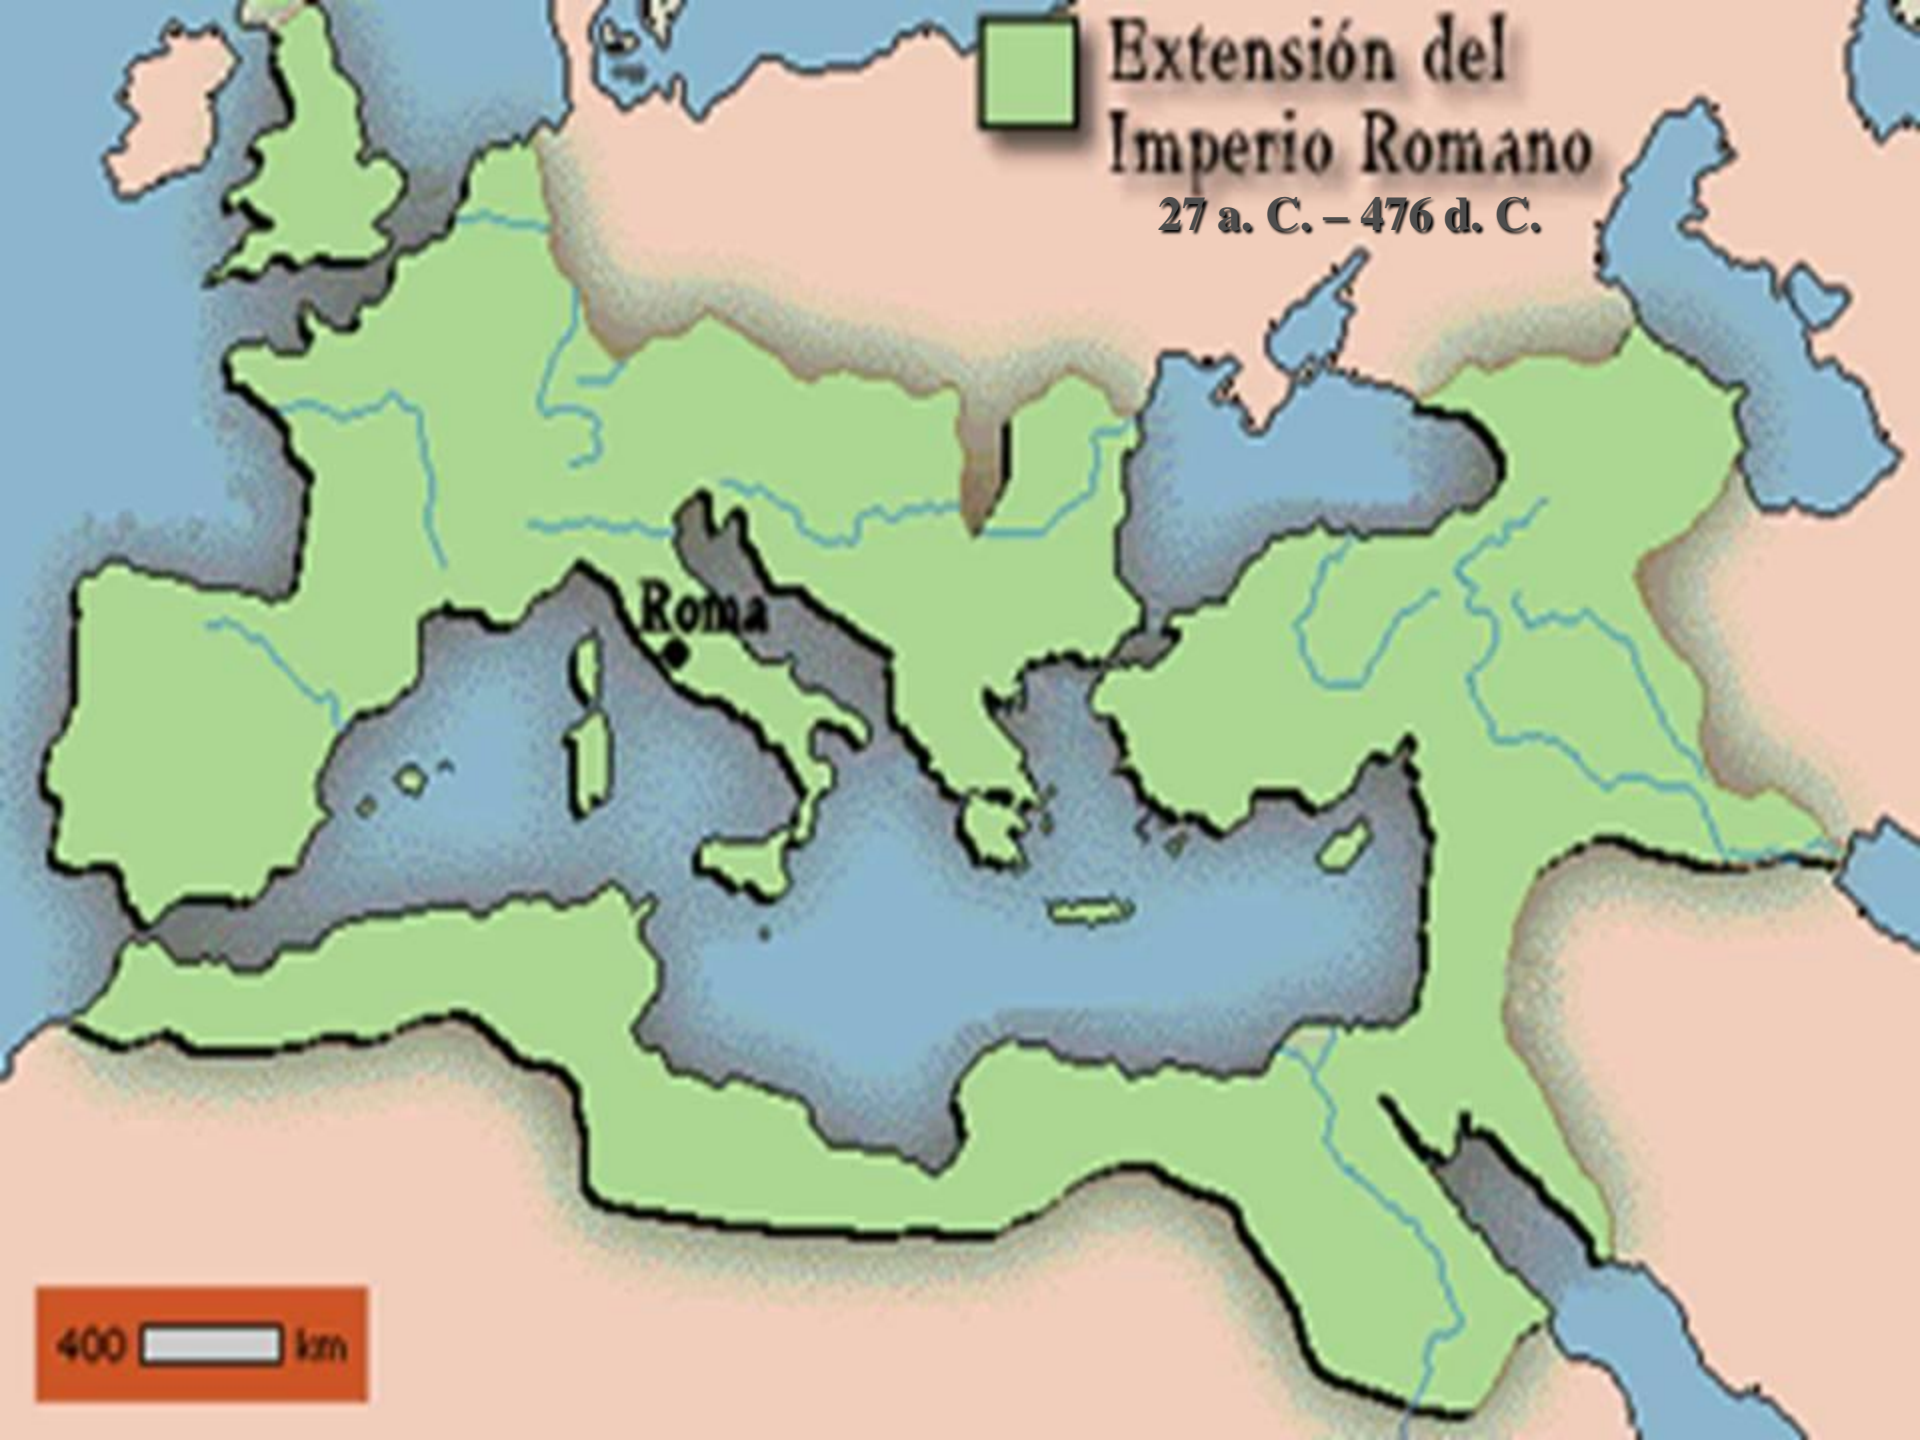 Extensión del
Imperio Romano
27 a. C. – 476 d. C.
Roma
400 km